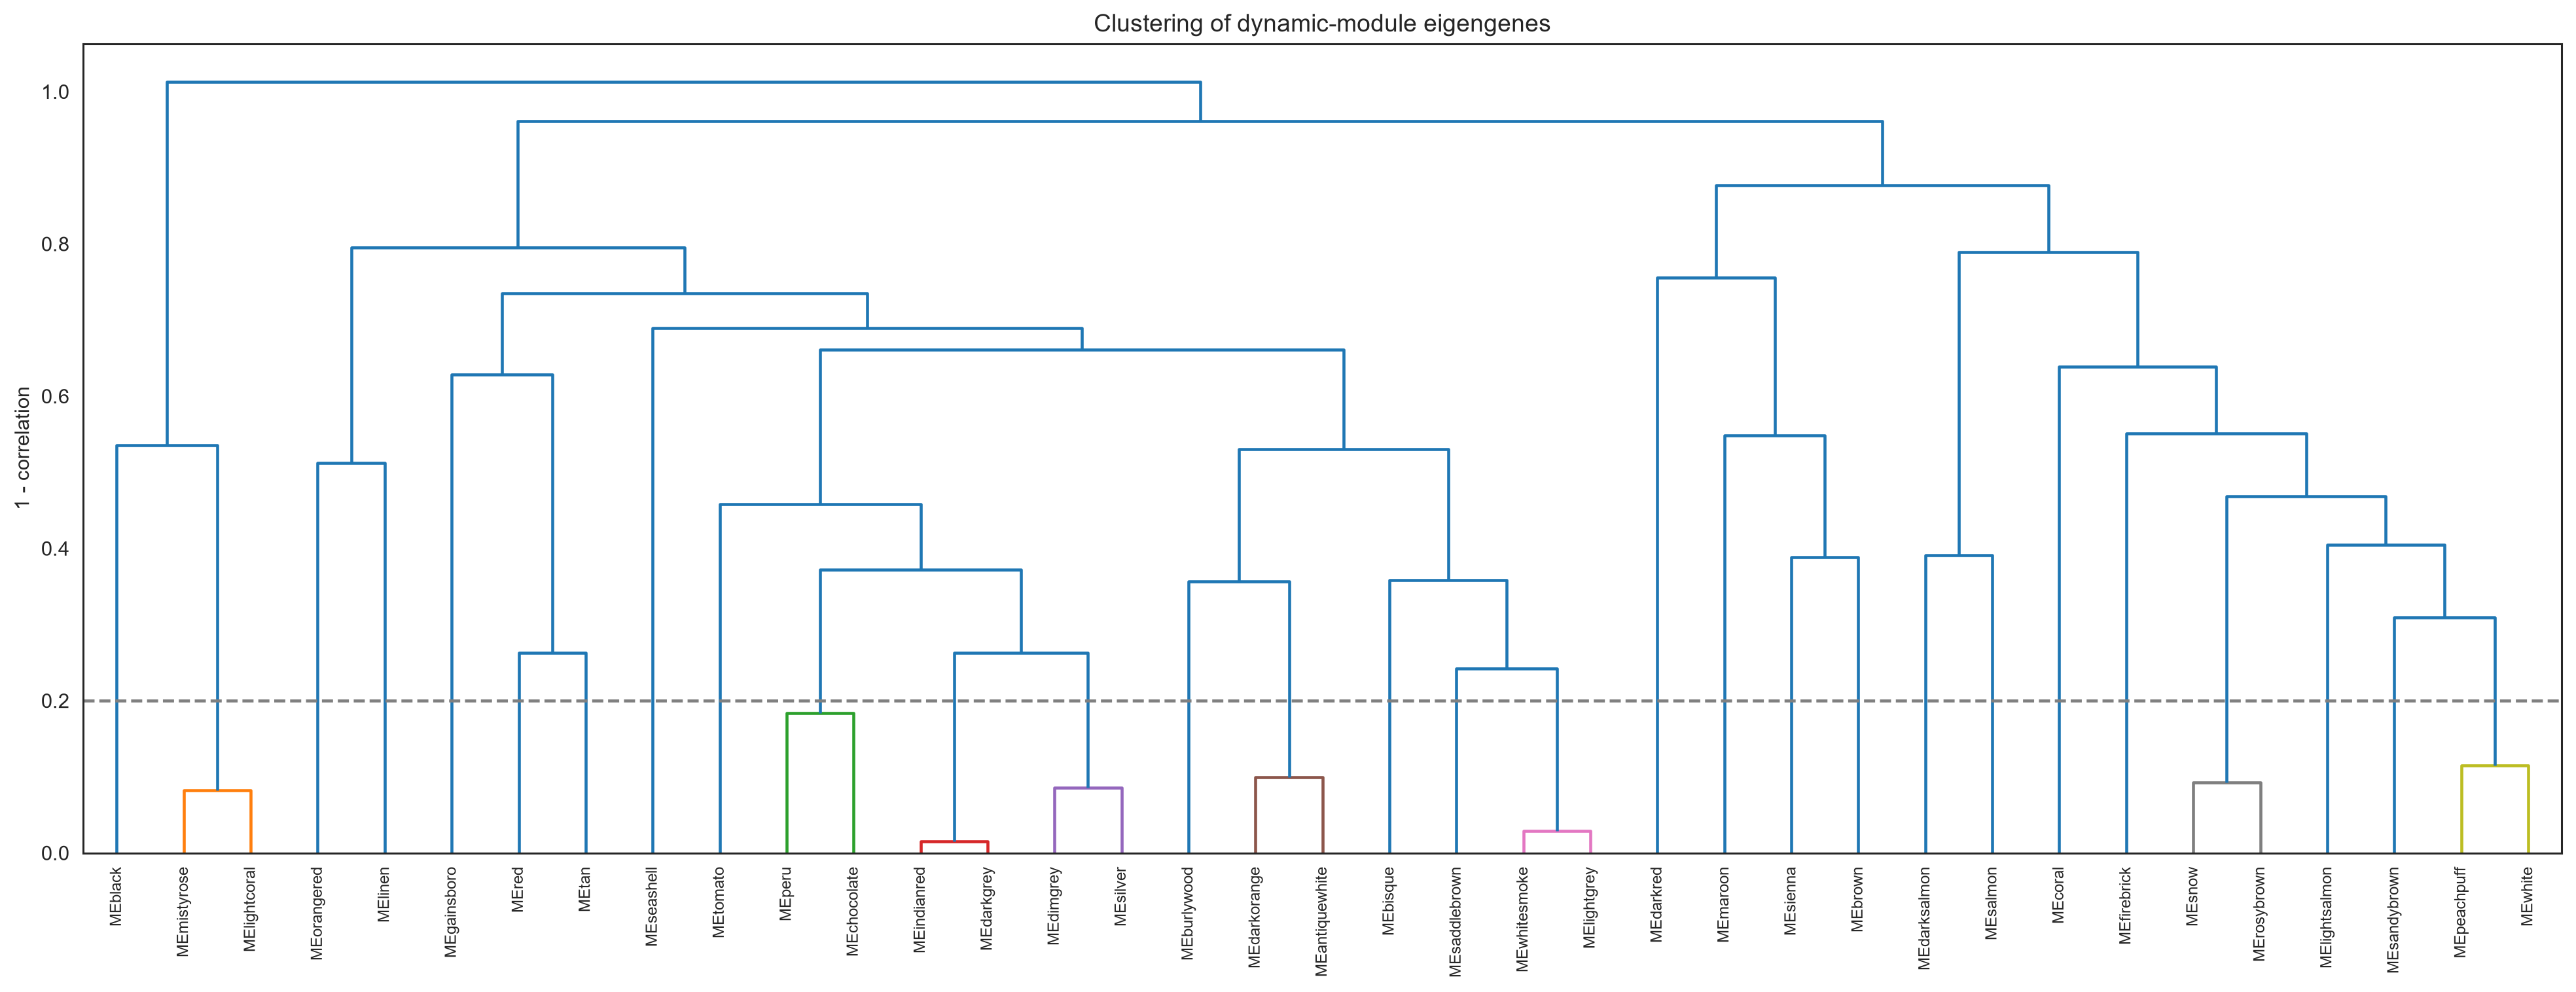 Clustering of dynamic-module eigengenes
1 - correlation
1.0
0.8
0.6
0.4
0.2
0.0
MEblack
MEmistyrose
MElightcoral
MEorangered
MElinen
MEgainsboro
MEred
MEtan
MEseashell
MEtomato
MEperu
MEchocolate
MEindianred
MEdarkgrey
MEdimgrey
MEsilver
MEburlywood
MEdarkorange
MEantiquewhite
MEbisque
MEsaddlebrown
MEwhitesmoke
MElightgrey
MEdarkred
MEmaroon
MEsienna
MEbrown
MEdarksalmon
MEsalmon
MEcoral
MEfirebrick
MEsnow
MErosybrown
MElightsalmon
MEsandybrown
MEpeachpuff
MEwhite